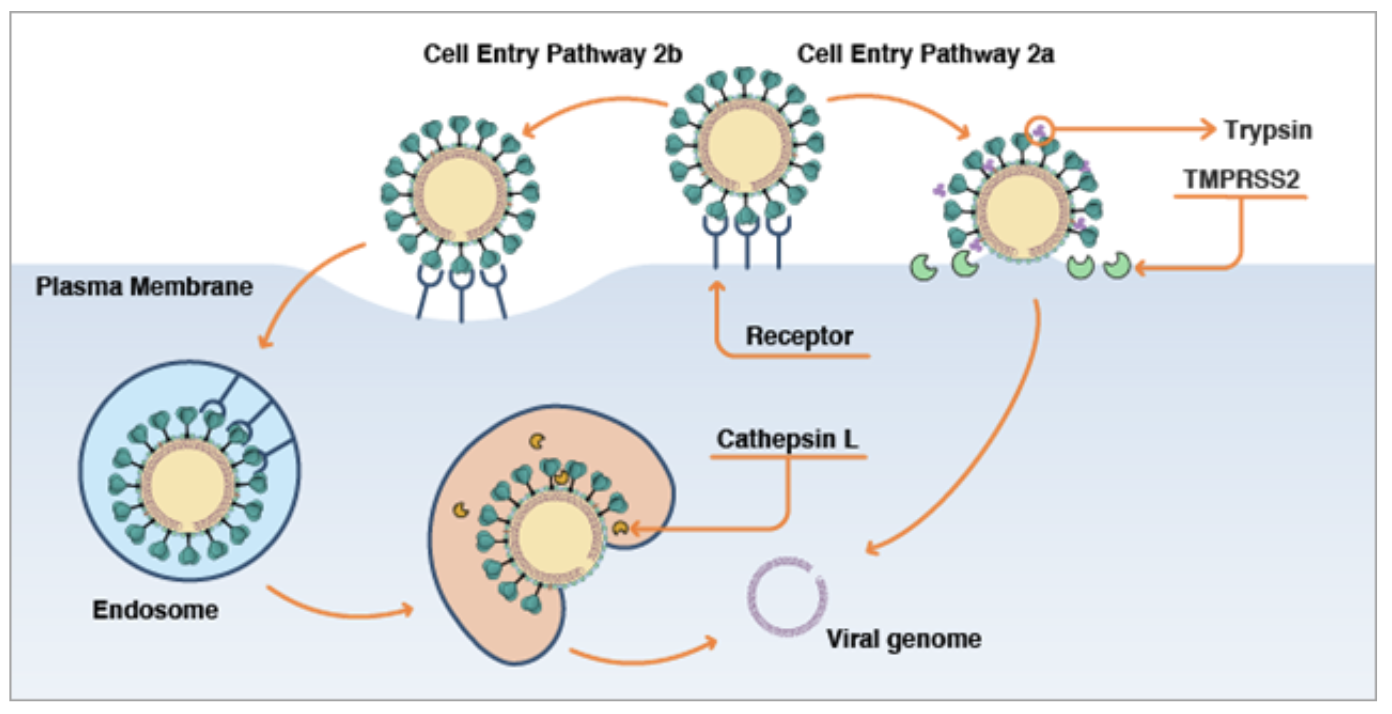 Cell Entry Pathway 2b
Cell Entry Pathway 2a
Trypsin
TMPRSS2
Plasma Membrane
Receptor
Cathepsin L
Endosome
Viral genome